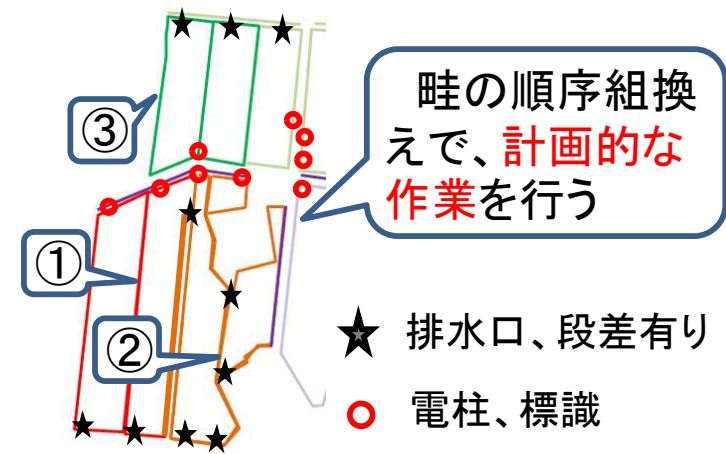 畦の順序組換
えで、計画的な
作業を行う
③
①
②
排水口、段差有り
電柱、標識